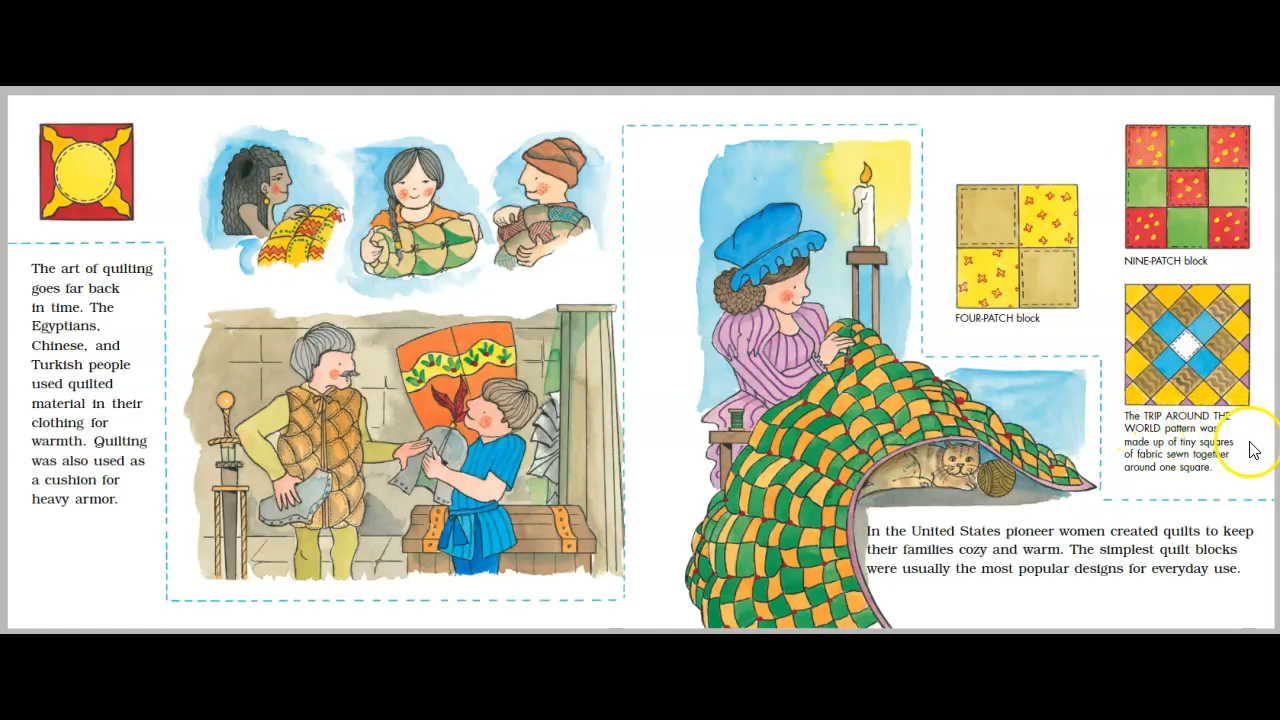 The art of quilting
goes far back
in time. The
Egyptians,
Chinese, and
Turkish people
used quilted
material in their
clothing for
warmth. Quilting
was also used as
a cushion for
heavy armor.
FOUR-PATCH block
NINE-PATCH block
The TRIP AROUND THE
WORLD pattern was
made up of tiny squares
of fabric sewn together
around one square.
In the United States pioneer women created quilts to keep
their families cozy and warm. The simplest quilt blocks
were usually the most popular designs for everyday use.